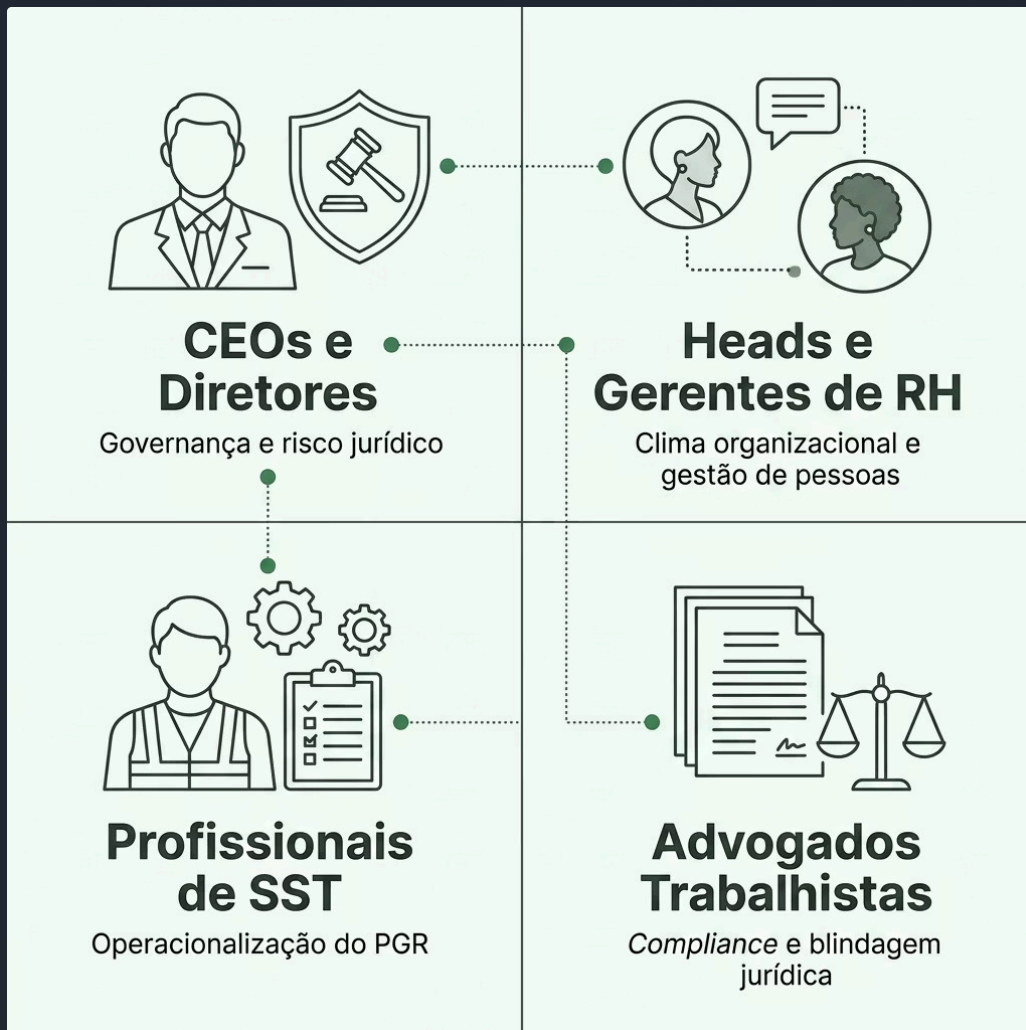 CEOs e
Diretores
Governança e risco jurídico
Heads e
Gerentes de RH
Clima organizacional e
gestão de pessoas
Profissionais
de SST
Operacionalização do PGR
Advogados
Trabalhistas
Compliance e blindagem
jurídica